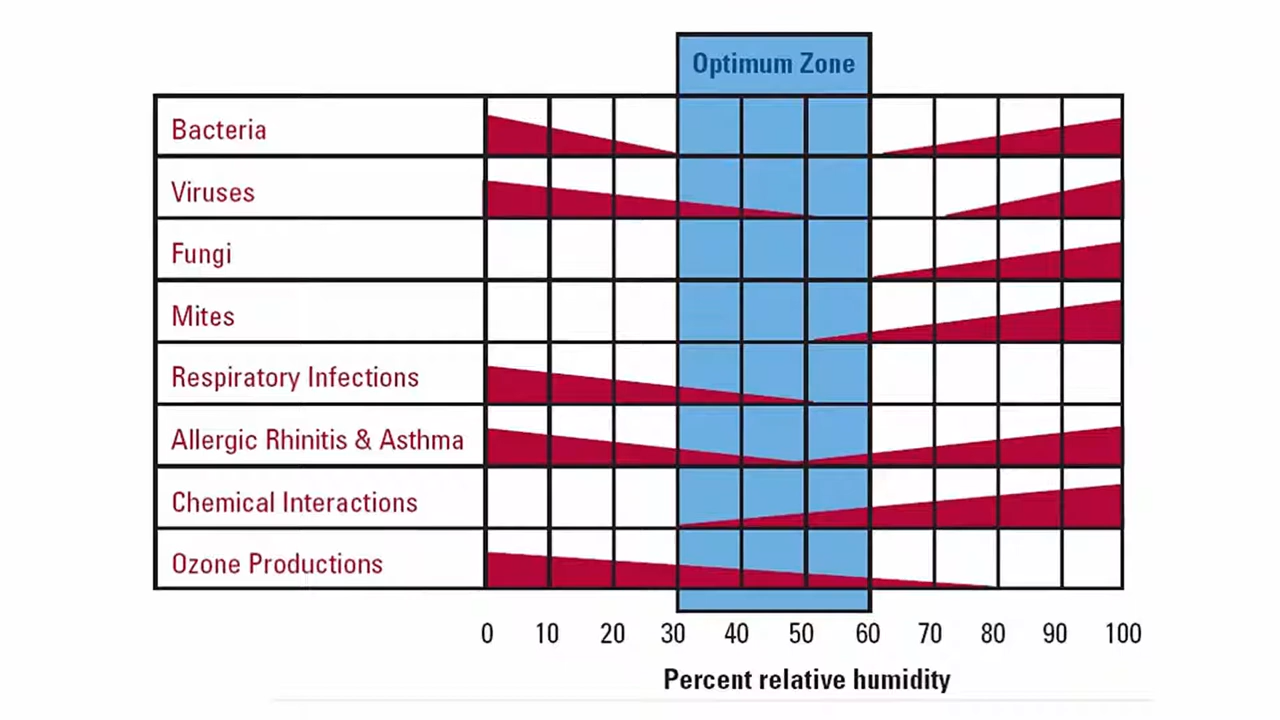 Optimum Zone
Bacteria
Viruses
Fungi
Mites
Respiratory Infections
Allergic Rhinitis & Asthma
Chemical Interactions
Ozone Productions
0 10 20 30 40 50 60 70 80 90 100
Percent relative humidity